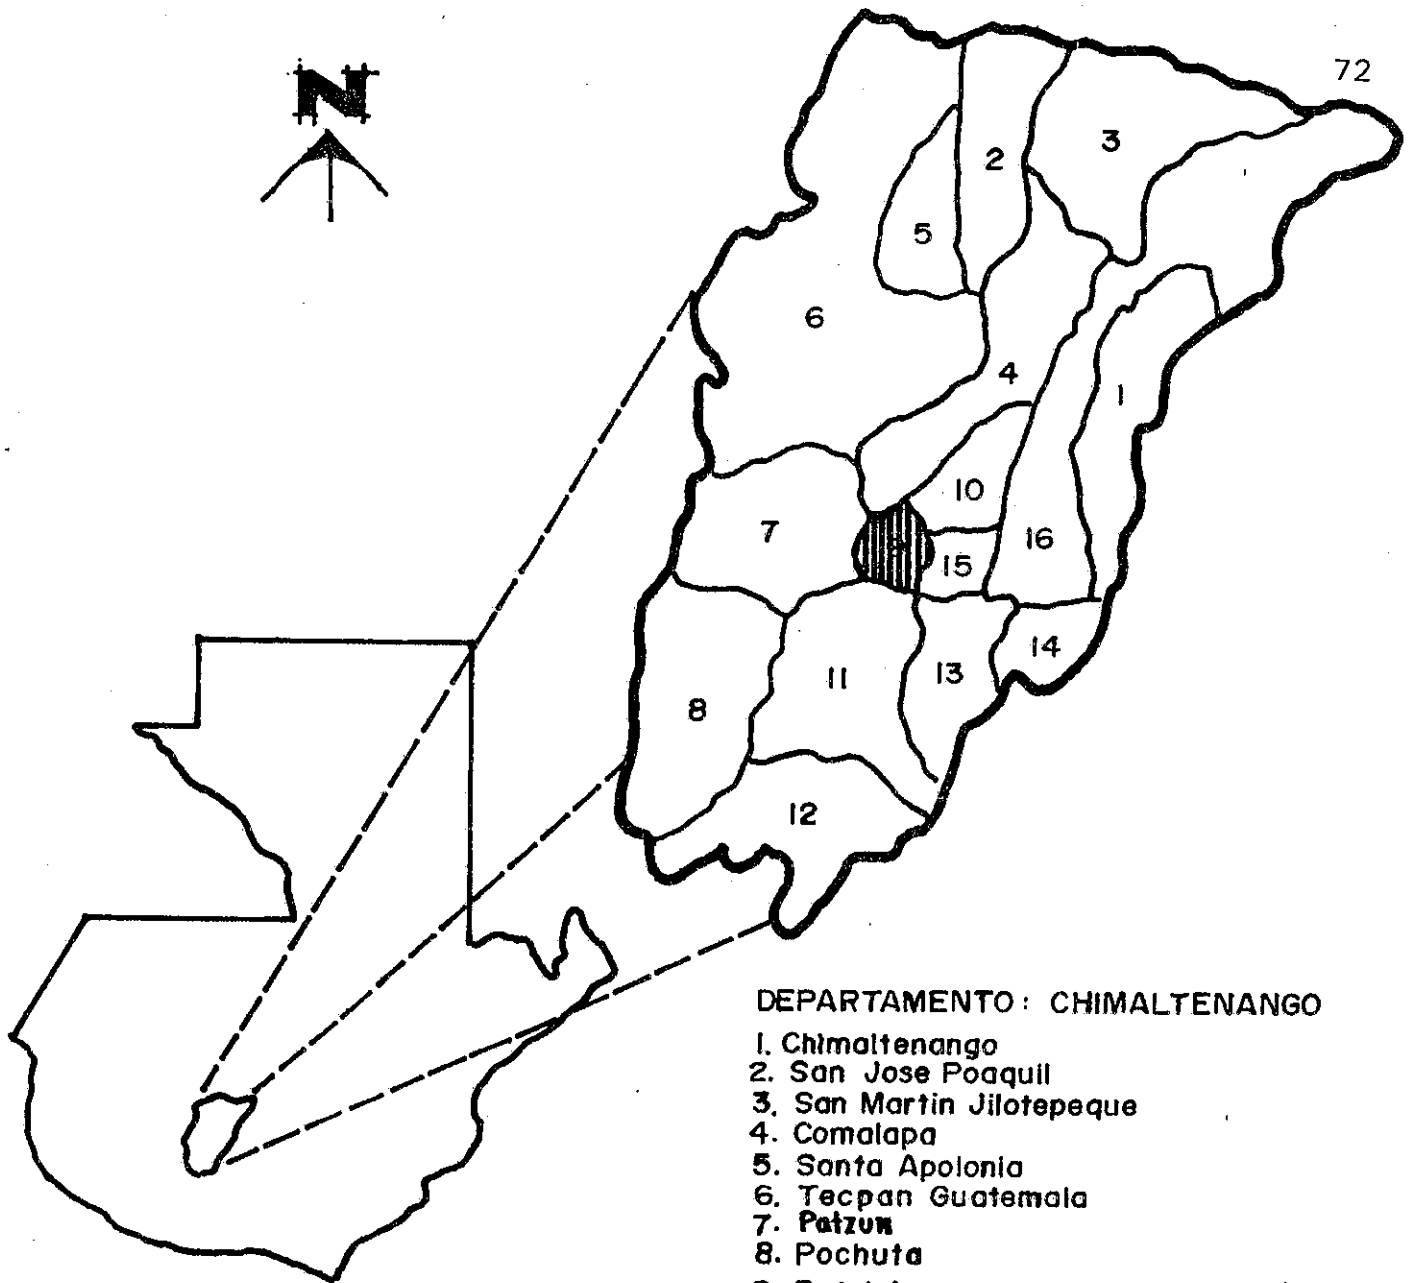 72
N
3
2
5
6
4
1
10
7
16
15
14
13
11
8
12
DEPARTAMENTO: CHIMALTENANGO
1. Chimaltenango
2. San Jose Poaquil
3. San Martin Jilotepeque
4. Comalapa
5. Santa Apolonia
6. Tecpan Guatemala
7. Patzun
8. Pochuta